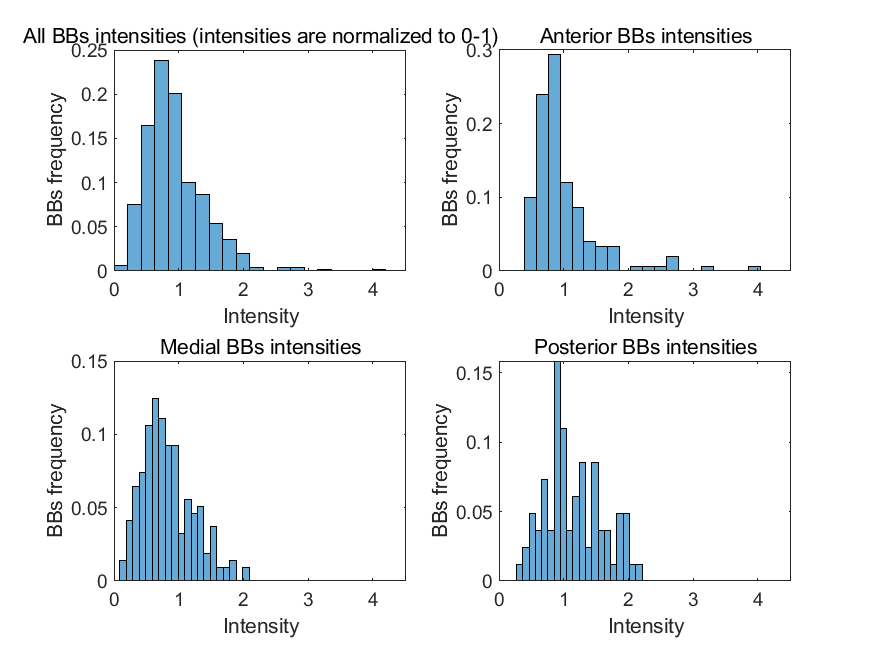 All BBs intensities (intensities are normalized to 0-1)
0.25
0.2
0.15
0.1
0.05
0
BBs frequency
0 1 2 3 4
Intensity
Anterior BBs intensities
0.3
0.2
0.1
0
BBs frequency
0 1 2 3 4
Intensity
Medial BBs intensities
0.15
0.1
0.05
0
BBs frequency
0 1 2 3 4
Intensity
Posterior BBs intensities
0.15
0.1
0.05
0
BBs frequency
0 1 2 3 4
Intensity